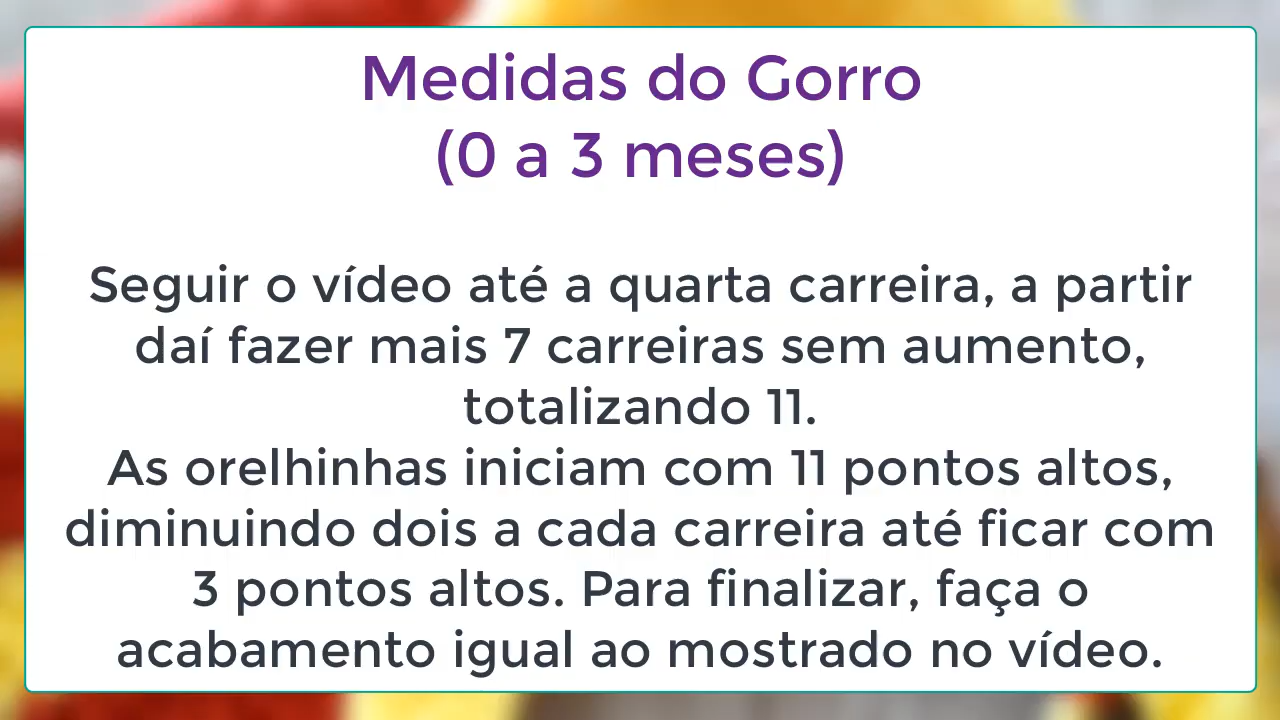 Medidas do Gorro
(0 a 3 meses)
Seguir o vídeo até a quarta carreira, a partir
daí fazer mais 7 carreiras sem aumento,
totalizando 11.
As orelhinhas iniciam com 11 pontos altos,
diminuindo dois a cada carreira até ficar com
3 pontos altos. Para finalizar, faça o
acabamento igual ao mostrado no vídeo.